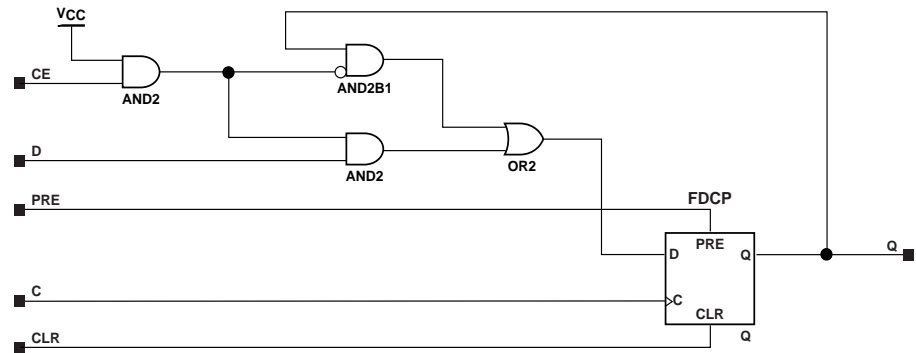 VCC
CE
AND2
AND2B1
D
AND2
OR2
PRE
FDCP
PRE
D
Q
Q
C
C
CLR
CLR
Q